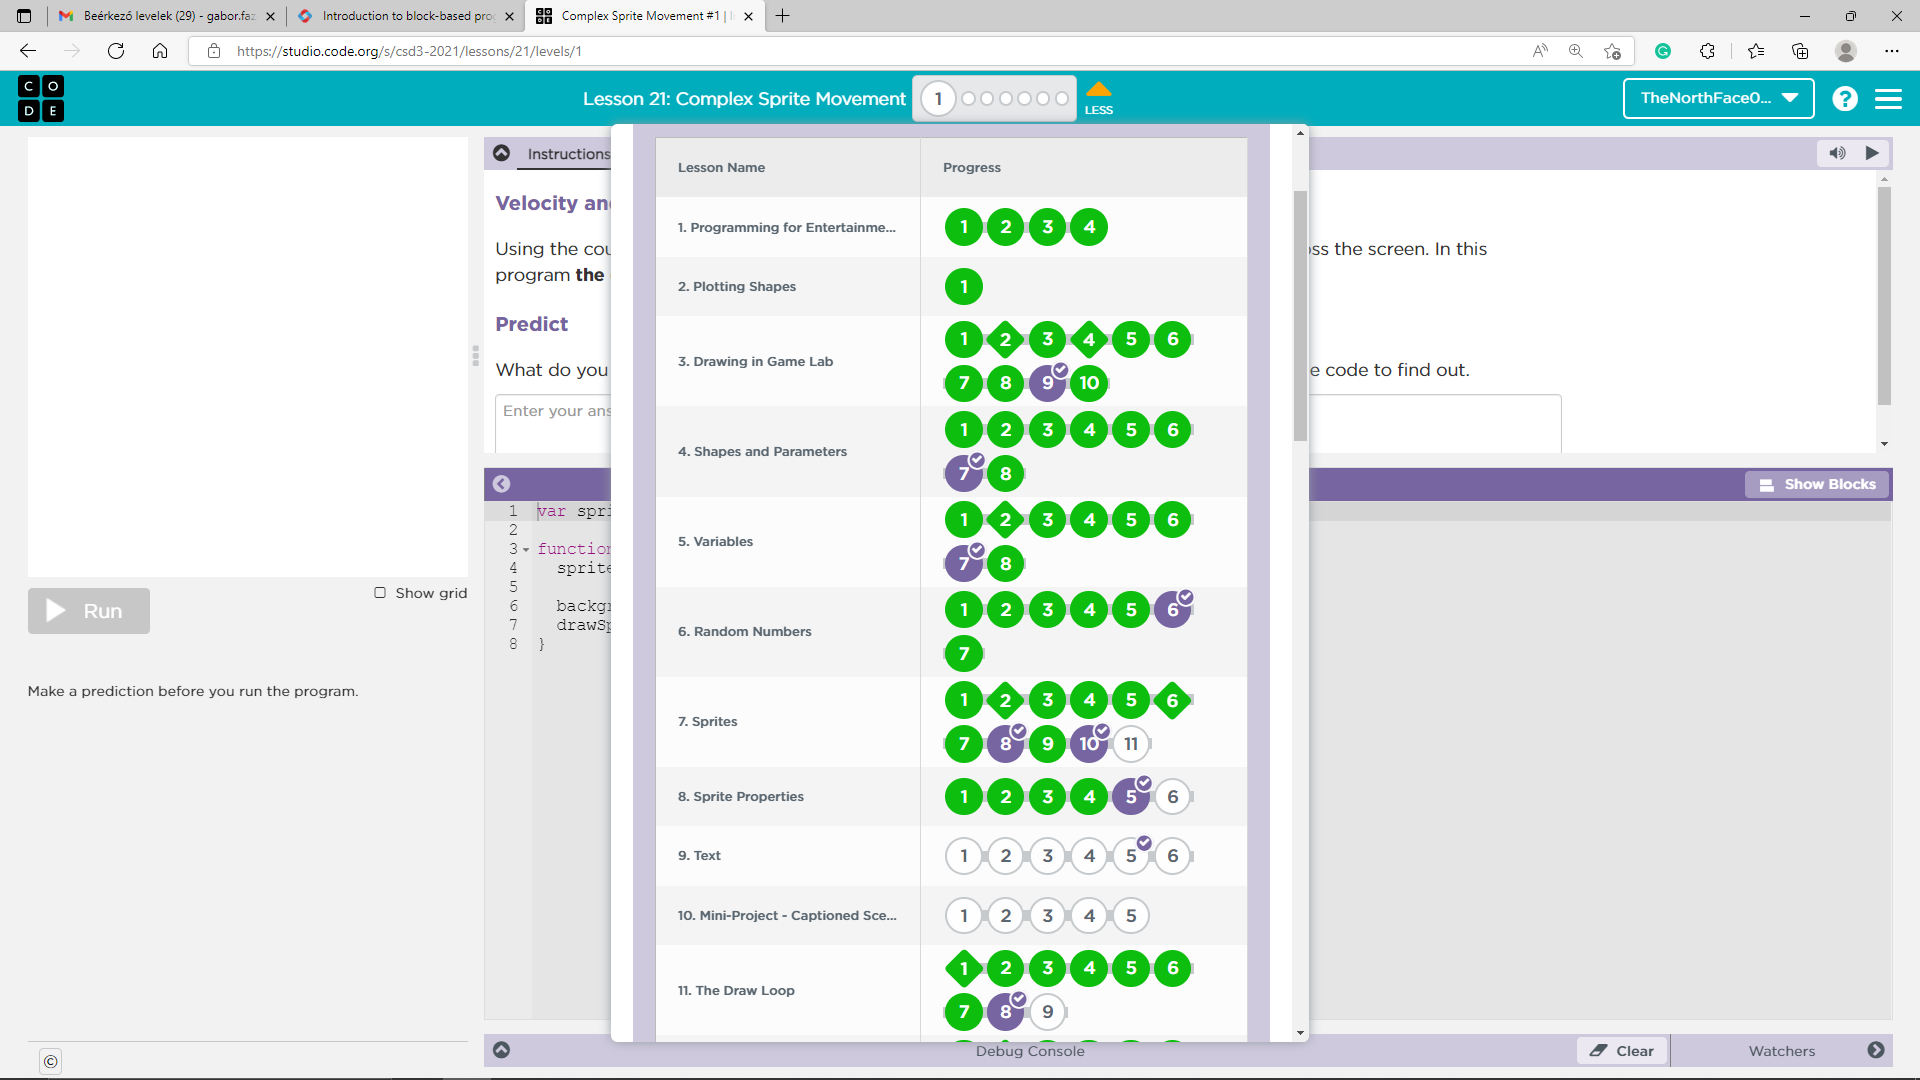 Beérkező levelek (29) - gabor.faz
Introduction to block-based prog
Complex Sprite Movement #1 |
https://studio.code.org/s/csd3-2021/lessons/21/levels/1
C O
D E
Lesson 21: Complex Sprite Movement
1
LESS
TheNorthFace0...
?
Instructions
Velocity an
Using the cou
ss the screen. In this
program the
Predict
What do you
e code to find out.
Enter your ans
Show Blocks
1 var spri
2
3 function
4 sprite
5
6 backgr
7 drawSp
8 }
Run
Show grid
Make a prediction before you run the program.
Lesson Name Progress
1. Programming for Entertainme...
1 2 3 4
2. Plotting Shapes
1
3. Drawing in Game Lab
1 2 3 4 5 6
7 8 9 10
4. Shapes and Parameters
1 2 3 4 5 6
7 8
5. Variables
1 2 3 4 5 6
7 8
6. Random Numbers
1 2 3 4 5 6
7
7. Sprites
1 2 3 4 5 6
7 8 9 10 11
8. Sprite Properties
1 2 3 4 5 6
9. Text
1 2 3 4 5 6
10. Mini-Project - Captioned Sce...
1 2 3 4 5
11. The Draw Loop
1 2 3 4 5 6
7 8 9
©
Debug Console
Clear
Watchers